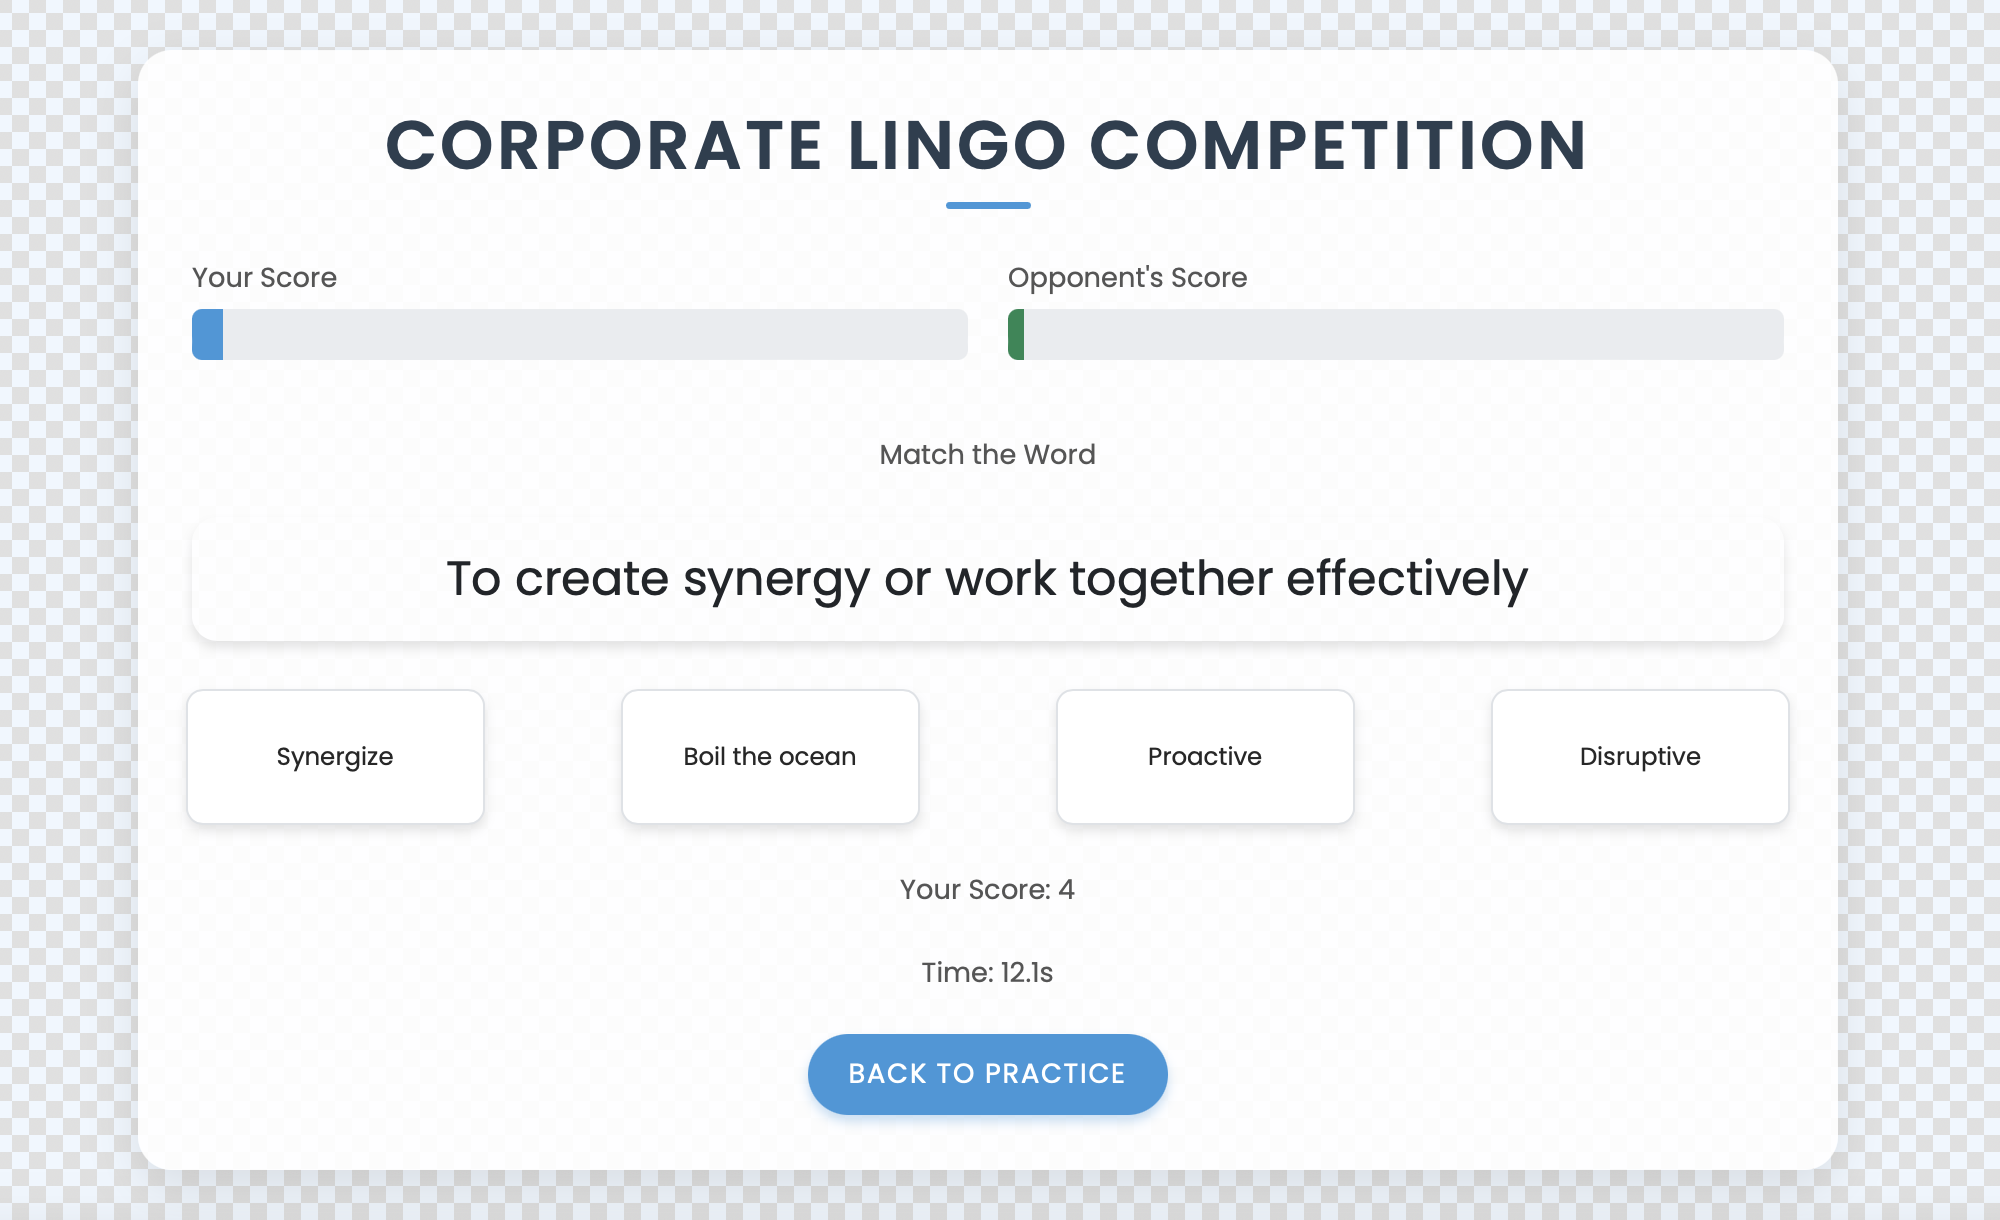 CORPORATE LINGO COMPETITION
Your Score
Opponent's Score
Match the Word
To create synergy or work together effectively
Synergize
Boil the ocean
Proactive
Disruptive
Your Score: 4
Time: 12.1s
BACK TO PRACTICE